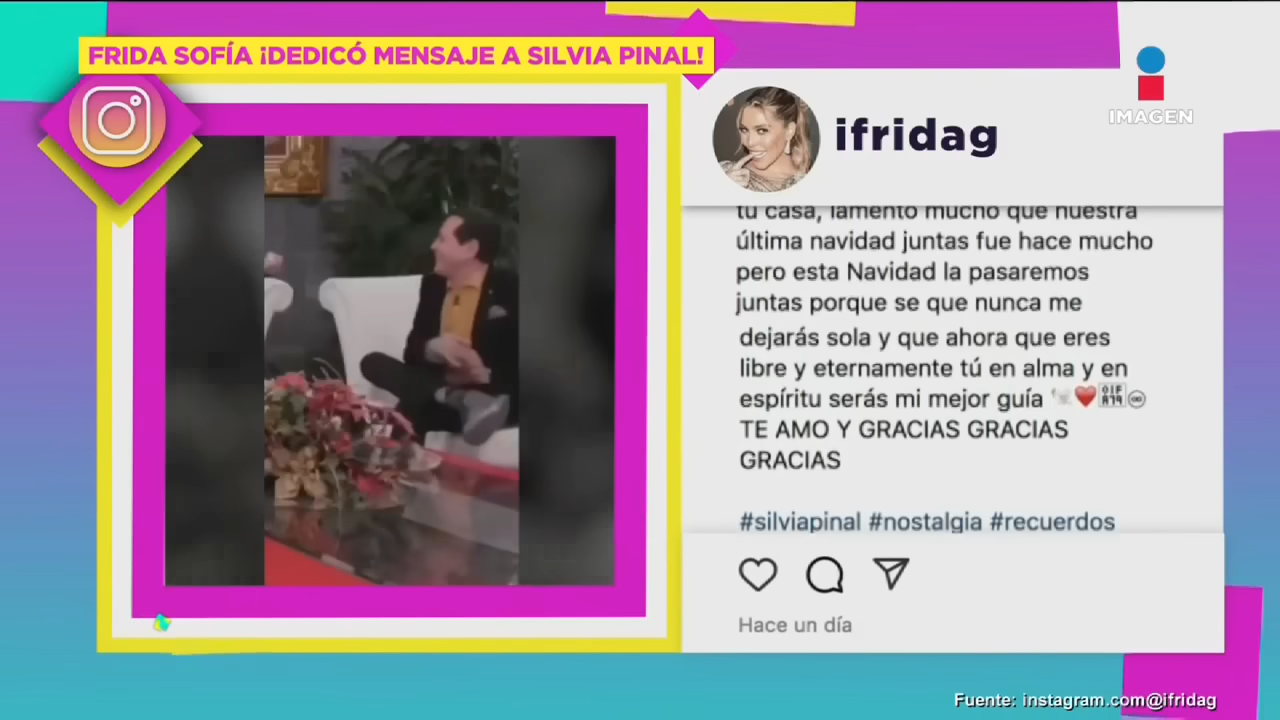 FRIDA SOFÍA ¡DEDICÓ MENSAJE A SILVIA PINAL!
IMAGEN
ifridag
tu casa, lamento mucho que nuestra
última navidad juntas fue hace mucho
pero esta Navidad la pasaremos
juntas porque se que nunca me
dejarás sola y que ahora que eres
libre y eternamente tú en alma y en
espíritu serás mi mejor guía
TE AMO Y GRACIAS GRACIAS
GRACIAS
#silviapinal #nostalgia #recuerdos
Hace un día
Fuente: instagram.com@ifridag